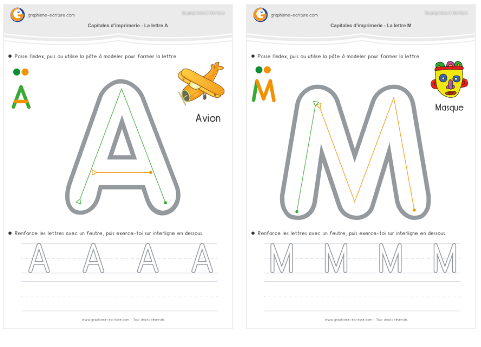 graphisme-ecriture.com
Capitales d'imprimerie - La lettre A
Passe l'index, puis ou utilise la pâte à modeler pour former la lettre
A
Avion
A
Renforce les lettres avec un feutre, puis exerce-toi sur interligne en dessous.
A A A A
www.graphisme-ecriture.com - Tous droits réservés
graphisme-ecriture.com
Capitales d'imprimerie - La lettre M
Passe l'index, puis ou utilise la pâte à modeler pour former la lettre
M
Masque
M
Renforce les lettres avec un feutre, puis exerce-toi sur interligne en dessous.
M M M M
www.graphisme-ecriture.com - Tous droits réservés